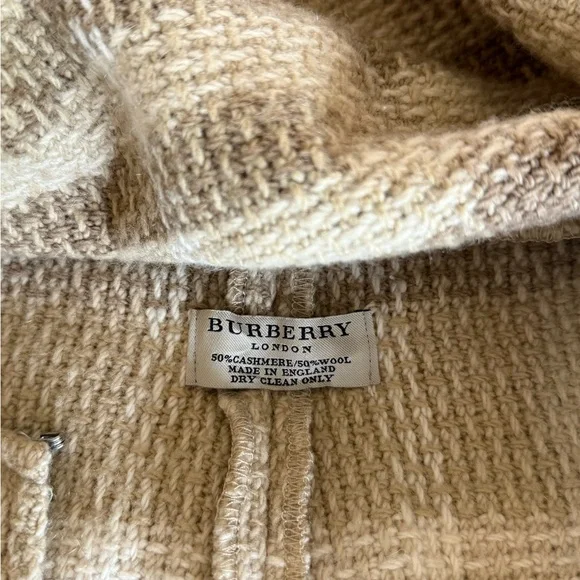 BURBERRY
LONDON
50%CASHMERE/50%WOOL
MADE IN ENGLAND
DRY CLEAN ONLY